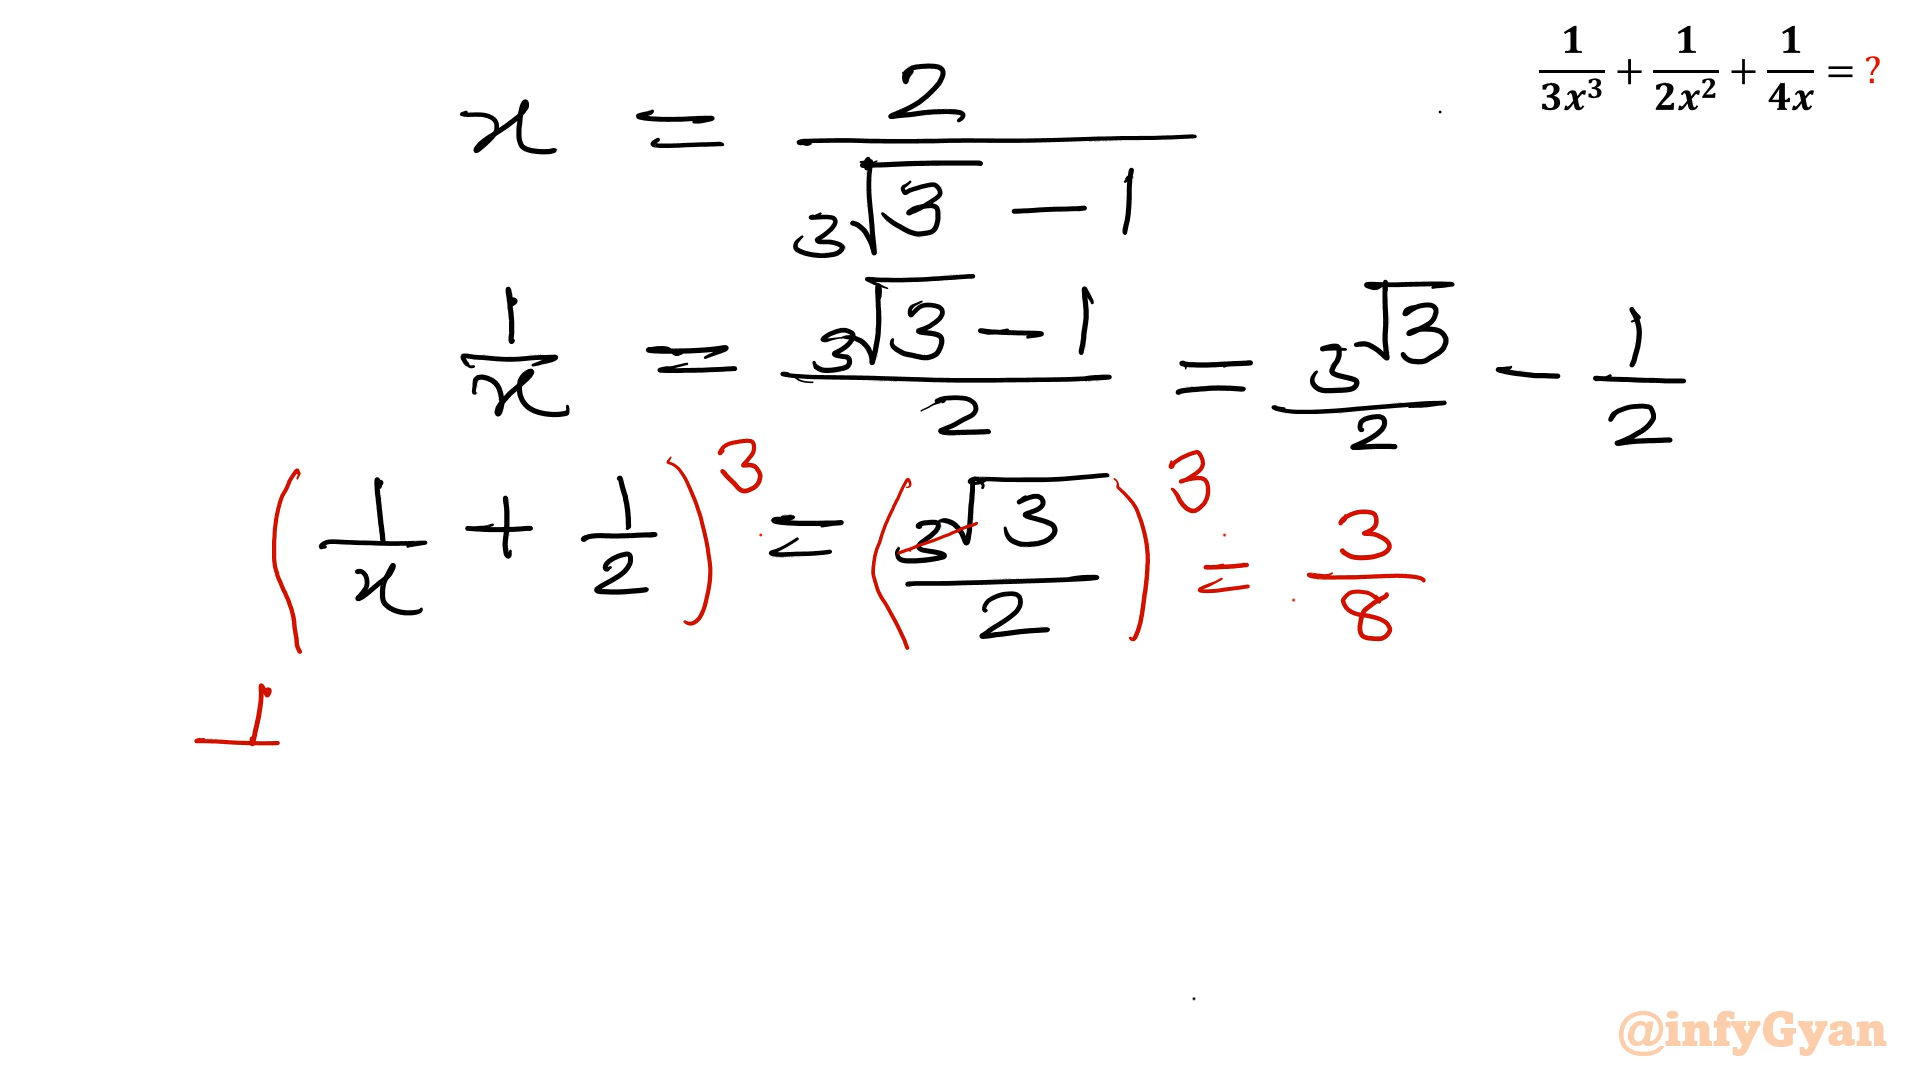 1/(3x³) + 1/(2x²) + 1/(4x) = ?
x = 2/(∛3 − 1)
1/x = (∛3 − 1)/2 = ∛3/2 − 1/2
(1/x + 1/2)³ = (∛3/2)³ = 3/8
1
@infyGyan